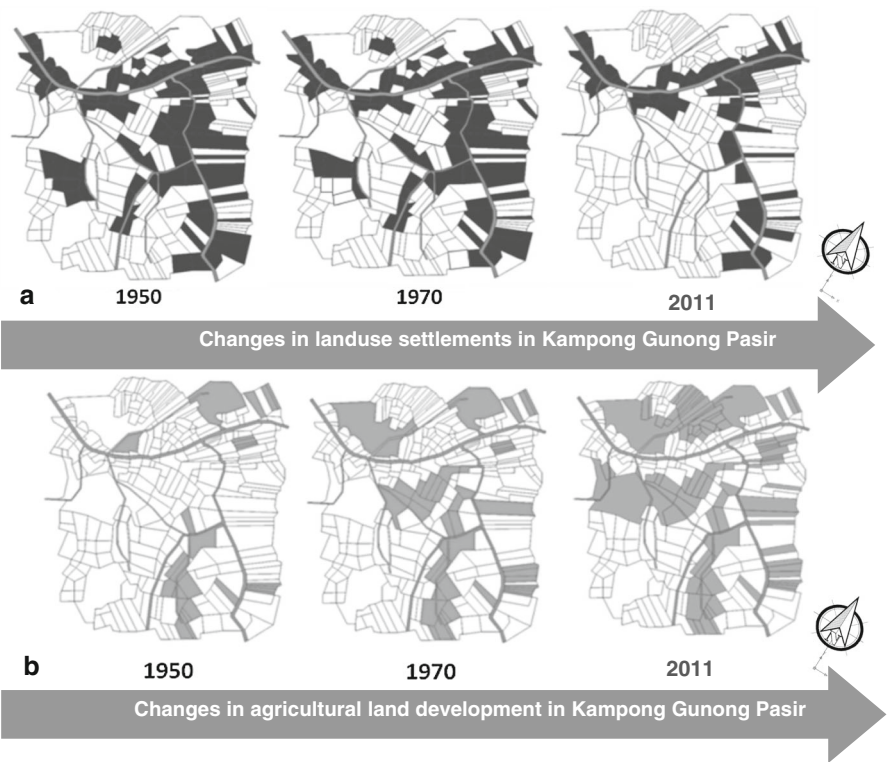 a
1950
1970
2011
Changes in landuse settlements in Kampong Gunong Pasir
b
1950
1970
2011
Changes in agricultural land development in Kampong Gunong Pasir